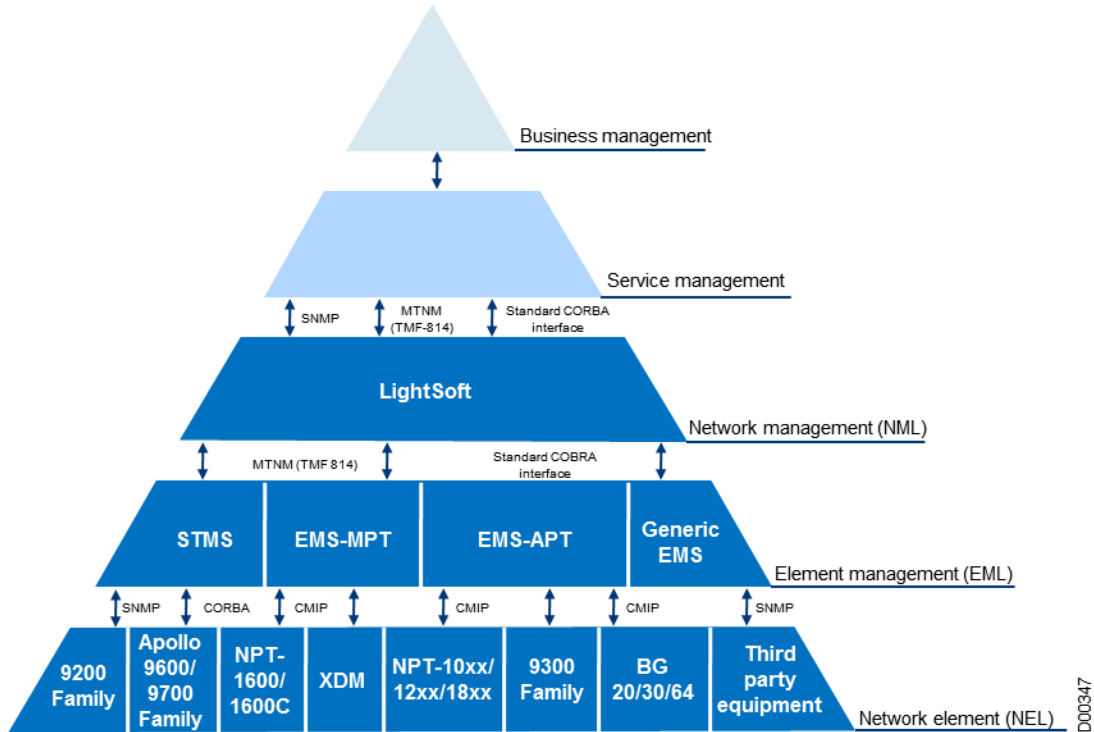 Business management
Service management
SNMP
MTNM
(TMF-814)
Standard CORBA
interface
LightSoft
Network management (NML)
MTNM (TMF 814)
Standard COBRA
interface
STMS
EMS-MPT
EMS-APT
Generic
EMS
Element management (EML)
SNMP
CORBA
CMIP
CMIP
CMIP
SNMP
9200
Family
Apollo
9600/
9700
Family
NPT-
1600/
1600C
XDM
NPT-10xx/
12xx/18xx
9300
Family
BG
20/30/64
Third
party
equipment
Network element (NEL)
D00347